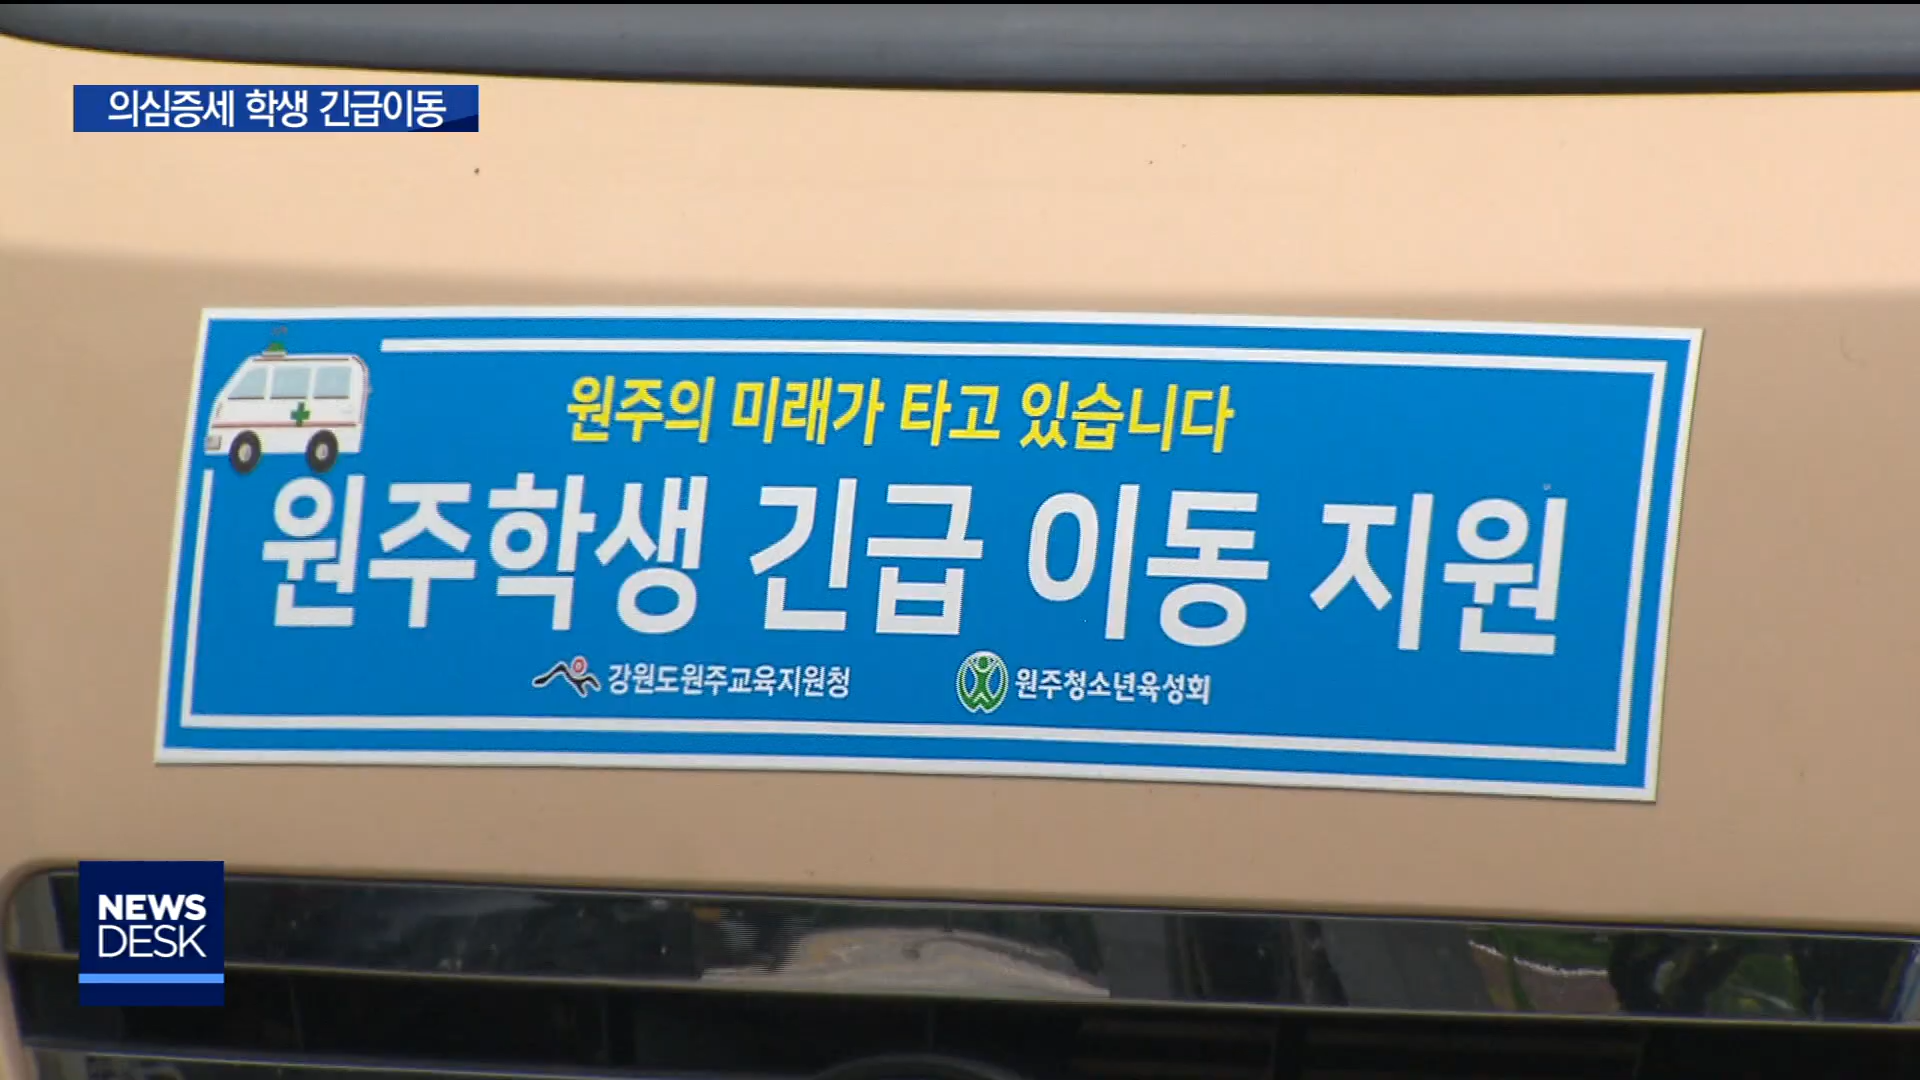 의심증세 학생 긴급이동
원주의 미래가 타고 있습니다
원주학생 긴급 이동 지원
강원도원주교육지원청
원주청소년육성회
NEWS
DESK